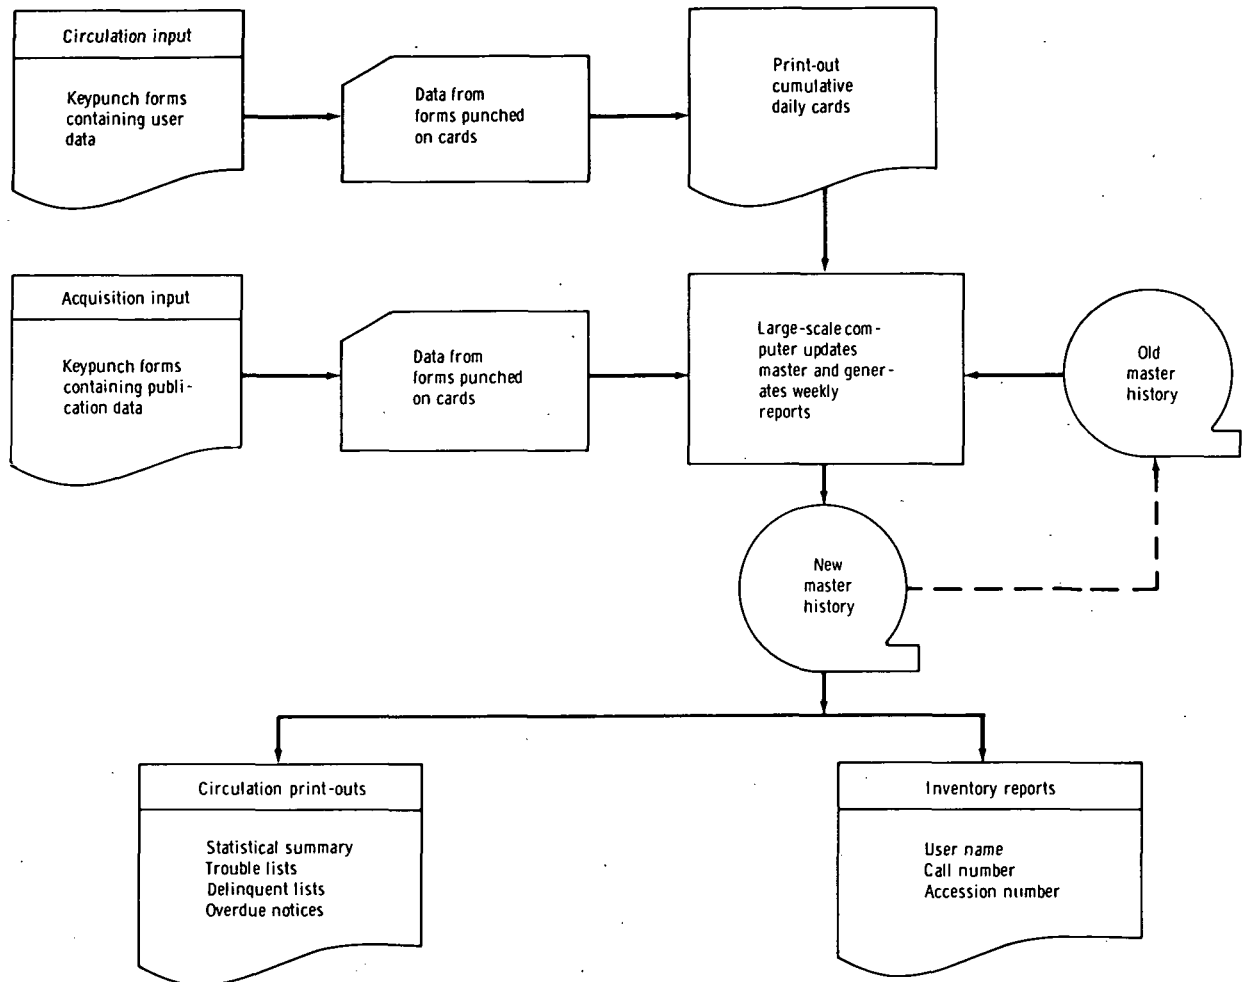 Circulation input
Keypunch forms
containing user
data
Data from
forms punched
on cards
Print-out
cumulative
daily cards
Acquisition input
Keypunch forms
containing publi-
cation data
Data from
forms punched
on cards
Large-scale com-
puter updates
master and gener-
ates weekly
reports
Old
master
history
New
master
history
Circulation print-outs
Statistical summary
Trouble lists
Delinquent lists
Overdue notices
Inventory reports
User name
Call number
Accession number